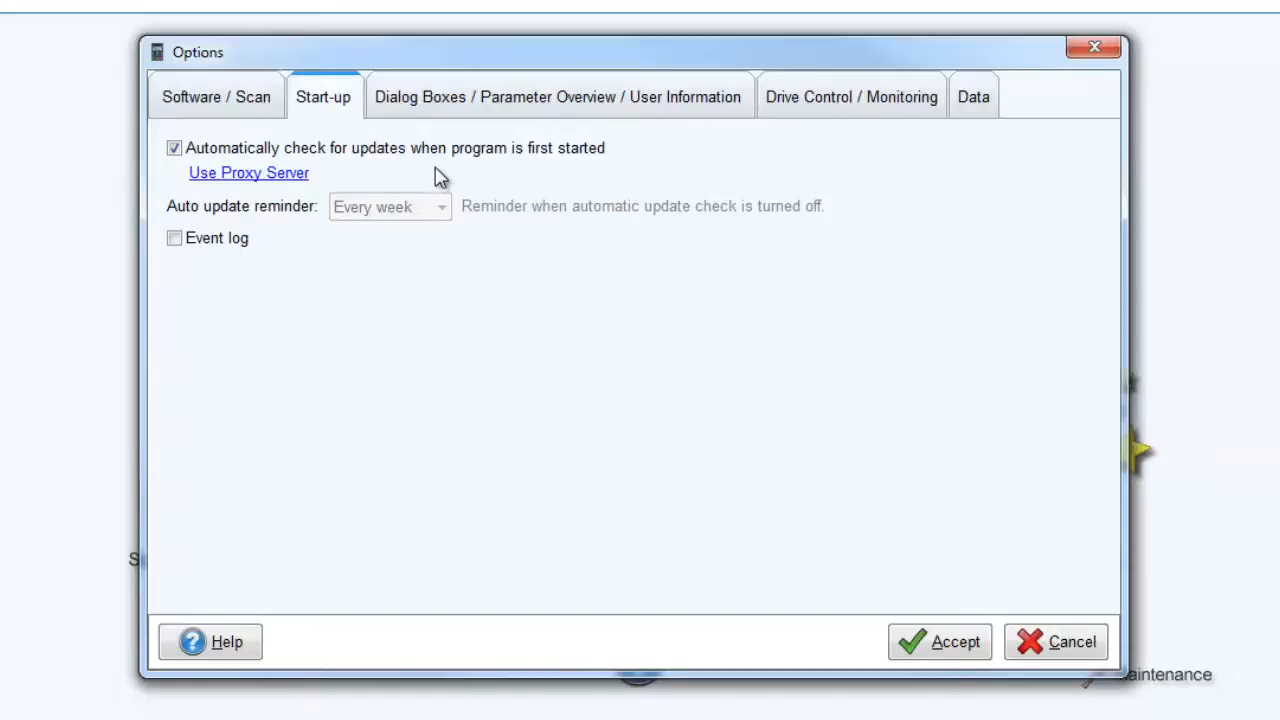 Options
Software / Scan
Start-up
Dialog Boxes / Parameter Overview / User Information
Drive Control / Monitoring
Data
Automatically check for updates when program is first started
Use Proxy Server
Auto update reminder: Every week Reminder when automatic update check is turned off.
Event log
Help
Accept
Cancel